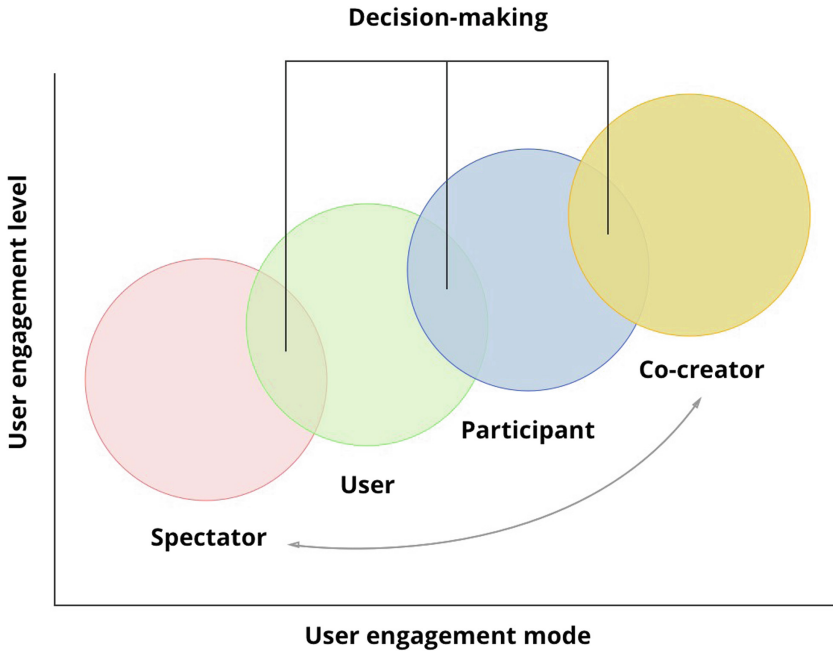 Decision-making
User engagement level
Co-creator
Participant
User
Spectator
User engagement mode